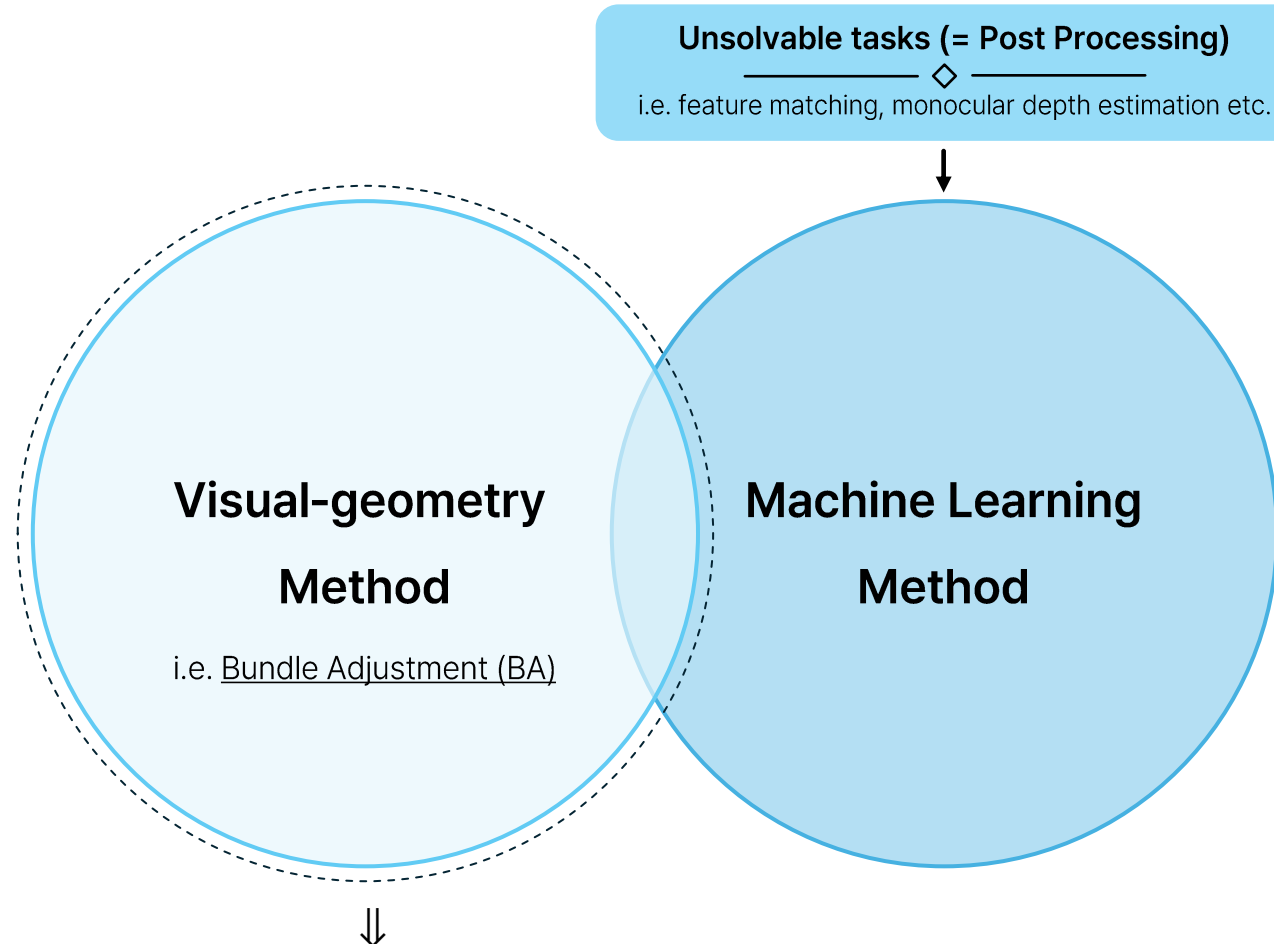 Unsolvable tasks (= Post Processing)
i.e. feature matching, monocular depth estimation etc.
Visual-geometry
Method
i.e. Bundle Adjustment (BA)
Machine Learning
Method